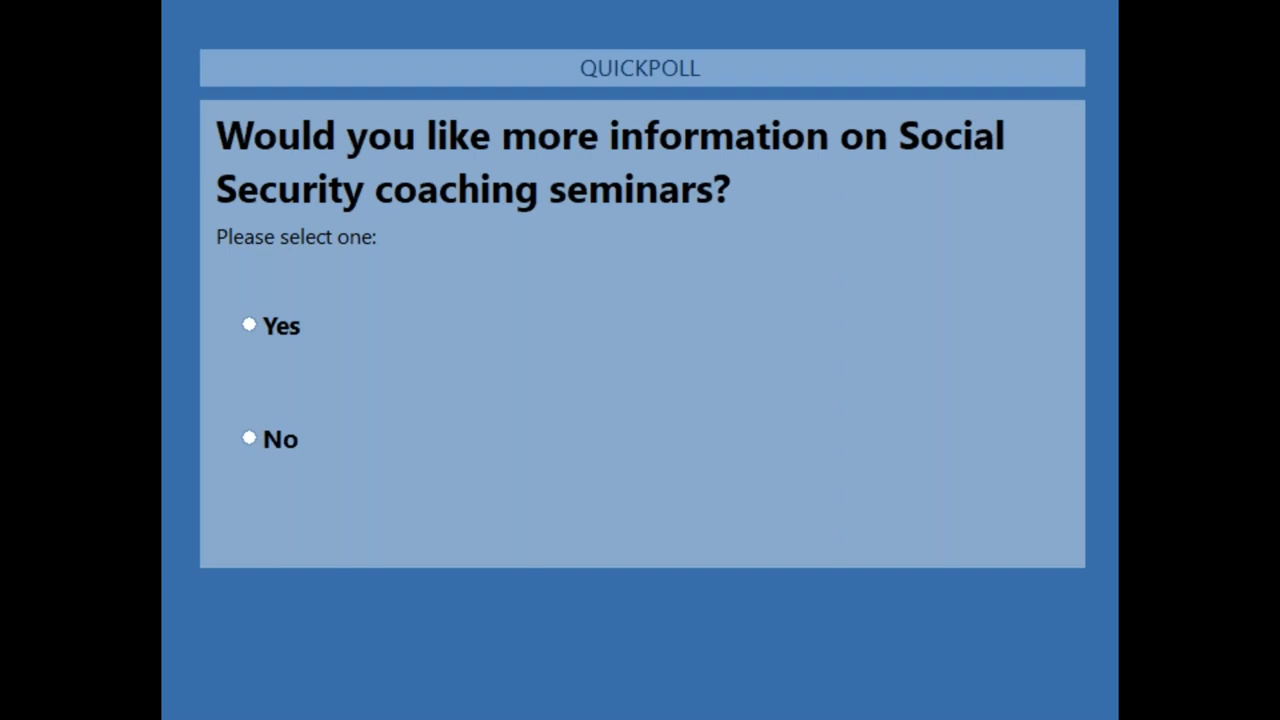 QUICKPOLL
Would you like more information on Social
Security coaching seminars?
Please select one:
Yes
No